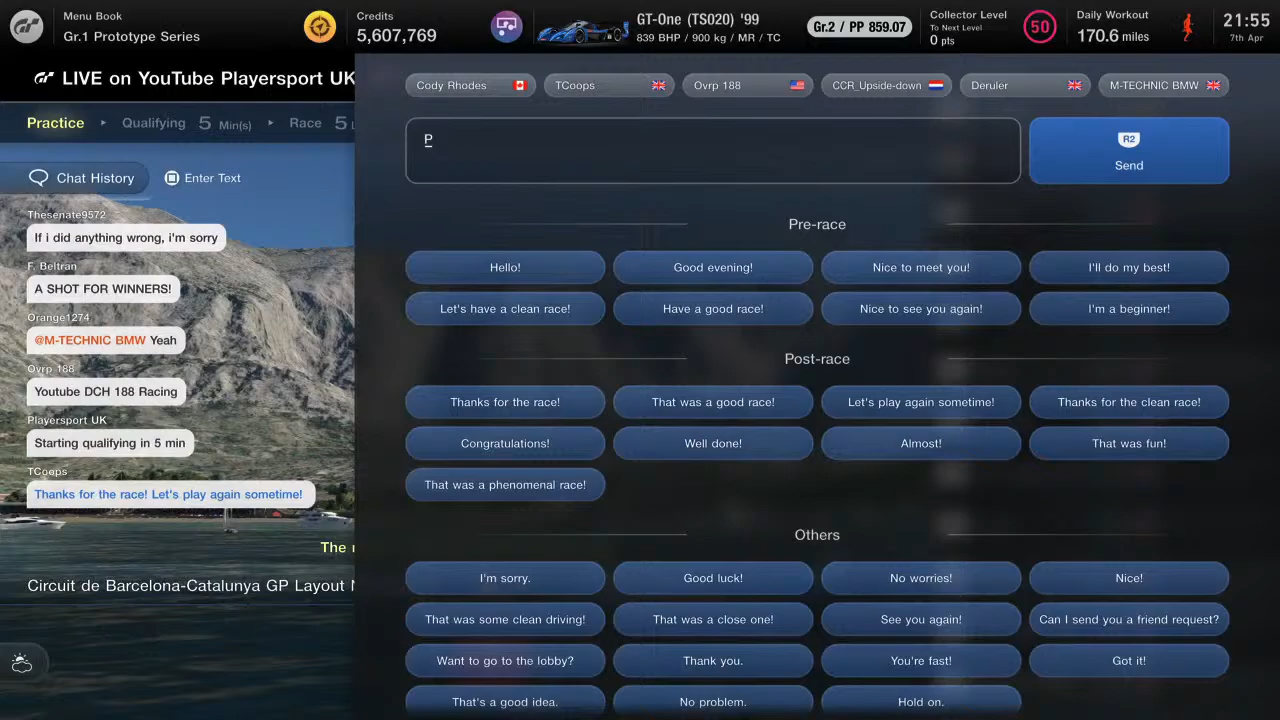 Menu Book
Gr.1 Prototype Series
Credits
5,607,769
GT-One (TS020) '99
839 BHP / 900 kg / MR / TC
Gr.2 / PP 859.07
Collector Level
To Next Level
0 pts
50
Daily Workout
170.6 miles
21:55
7th Apr
LIVE on YouTube Playersport UK
Practice ▸ Qualifying 5 Min(s) ▸ Race 5
Chat History
Enter Text
Thesenate9572
If i did anything wrong, i'm sorry
F. Beltran
A SHOT FOR WINNERS!
Orange1274
@M-TECHNIC BMW Yeah
Ovrp 188
Youtube DCH 188 Racing
Playersport UK
Starting qualifying in 5 min
TCoops
Thanks for the race! Let's play again sometime!
The
Circuit de Barcelona-Catalunya GP Layout
Cody Rhodes
TCoops
Ovrp 188
CCR_Upside-down
Deruler
M-TECHNIC BMW
P
R2
Send
Pre-race
Hello!
Good evening!
Nice to meet you!
I'll do my best!
Let's have a clean race!
Have a good race!
Nice to see you again!
I'm a beginner!
Post-race
Thanks for the race!
That was a good race!
Let's play again sometime!
Thanks for the clean race!
Congratulations!
Well done!
Almost!
That was fun!
That was a phenomenal race!
Others
I'm sorry.
Good luck!
No worries!
Nice!
That was some clean driving!
That was a close one!
See you again!
Can I send you a friend request?
Want to go to the lobby?
Thank you.
You're fast!
Got it!
That's a good idea.
No problem.
Hold on.